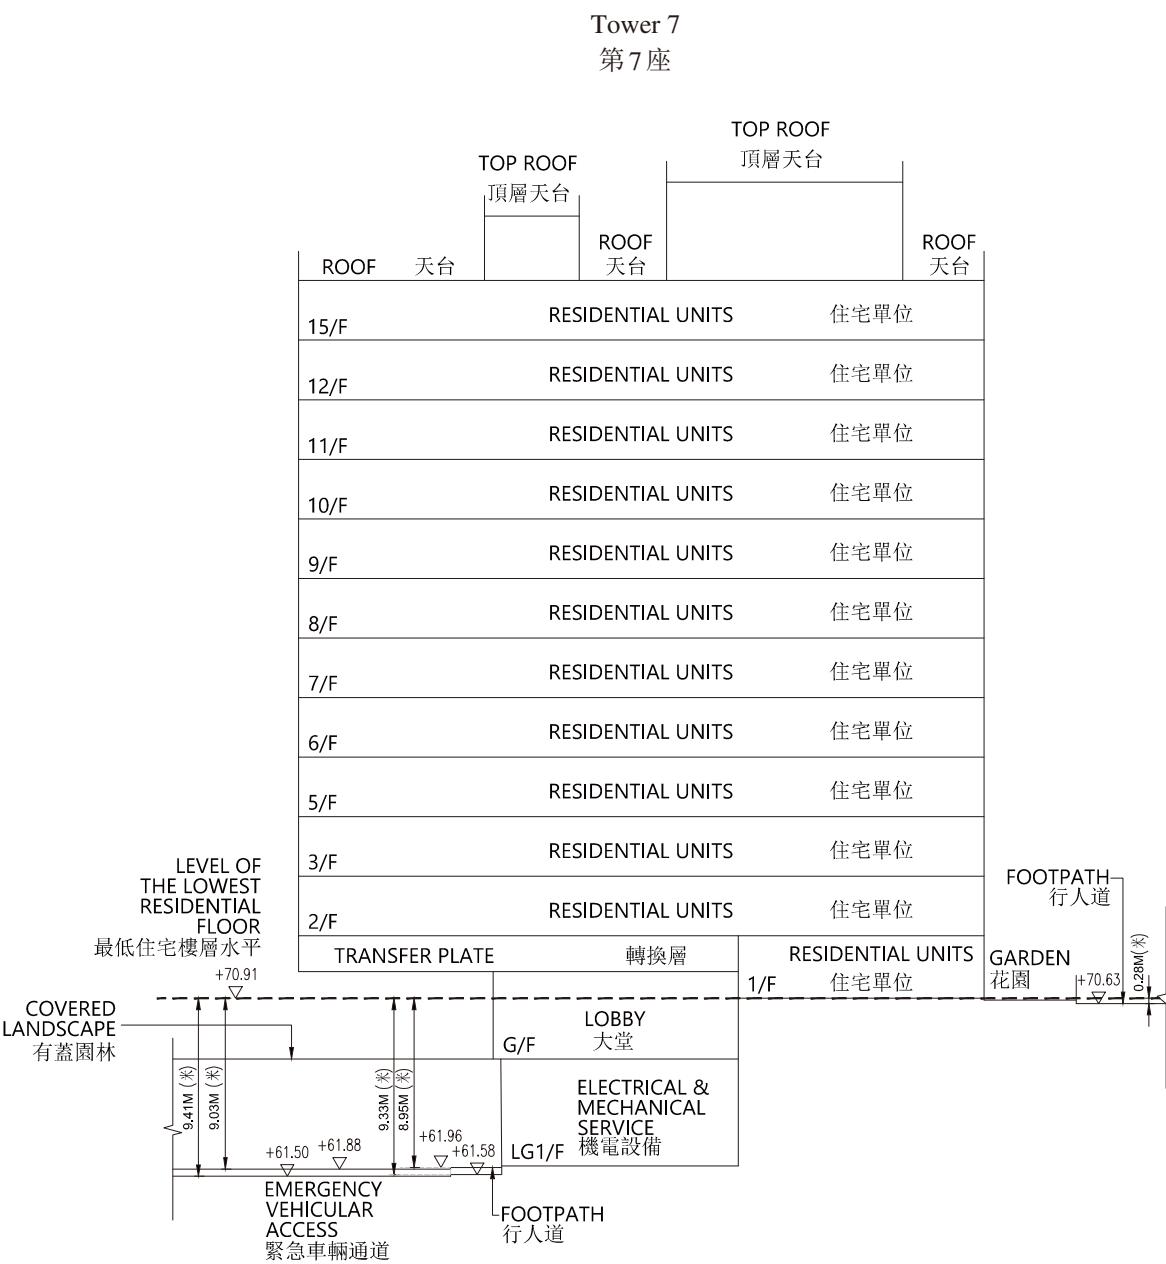 Tower 7
第7座
TOP ROOF
頂層天台
TOP ROOF
頂層天台
ROOF 天台
ROOF
天台
ROOF
天台
15/F RESIDENTIAL UNITS 住宅單位
12/F RESIDENTIAL UNITS 住宅單位
11/F RESIDENTIAL UNITS 住宅單位
10/F RESIDENTIAL UNITS 住宅單位
9/F RESIDENTIAL UNITS 住宅單位
8/F RESIDENTIAL UNITS 住宅單位
7/F RESIDENTIAL UNITS 住宅單位
6/F RESIDENTIAL UNITS 住宅單位
5/F RESIDENTIAL UNITS 住宅單位
3/F RESIDENTIAL UNITS 住宅單位
2/F RESIDENTIAL UNITS 住宅單位
LEVEL OF
THE LOWEST
RESIDENTIAL
FLOOR
最低住宅樓層水平
+70.91
TRANSFER PLATE 轉換層
RESIDENTIAL UNITS
1/F 住宅單位
GARDEN
花園
FOOTPATH
行人道
+70.63
0.28M(米)
COVERED
LANDSCAPE
有蓋園林
LOBBY
大堂
G/F
9.41M (米)
9.03M (米)
9.33M (米)
8.95M (米)
ELECTRICAL &
MECHANICAL
SERVICE
機電設備
LG1/F
+61.50
+61.88
+61.96
+61.58
EMERGENCY
VEHICULAR
ACCESS
緊急車輛通道
FOOTPATH
行人道